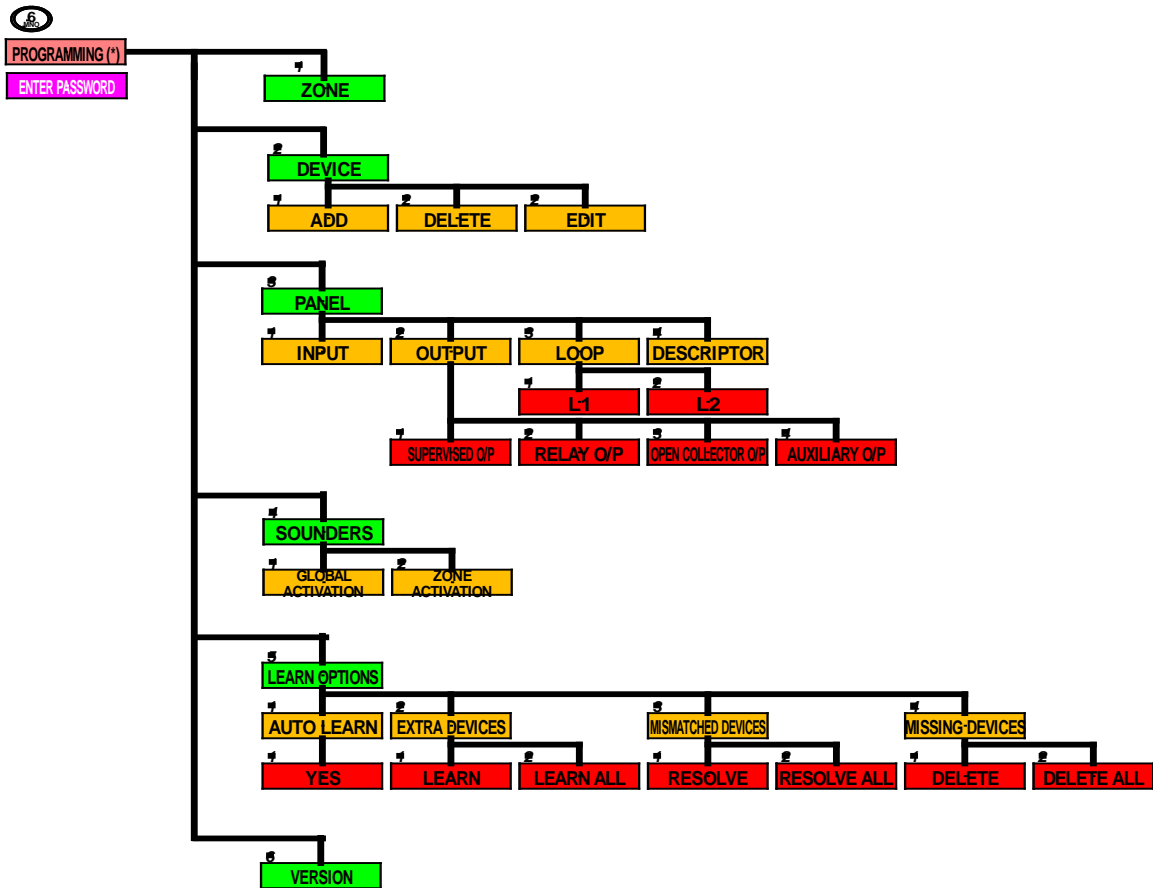 6
MNO
PROGRAMMING (*)
ENTER PASSWORD
1
ZONE
2
DEVICE
1 2 2
ADD DELETE EDIT
3
PANEL
1 2 3 4
INPUT OUTPUT LOOP DESCRIPTOR
1 2
L1 L2
1 2 3 4
SUPERVISED O/P RELAY O/P OPEN COLLECTOR O/P AUXILIARY O/P
4
SOUNDERS
1 2
GLOBAL ACTIVATION ZONE ACTIVATION
5
LEARN OPTIONS
1 2 3 4
AUTO LEARN EXTRA DEVICES MISMATCHED DEVICES MISSING DEVICES
1 1 2 1 2 1 2
YES LEARN LEARN ALL RESOLVE RESOLVE ALL DELETE DELETE ALL
6
VERSION